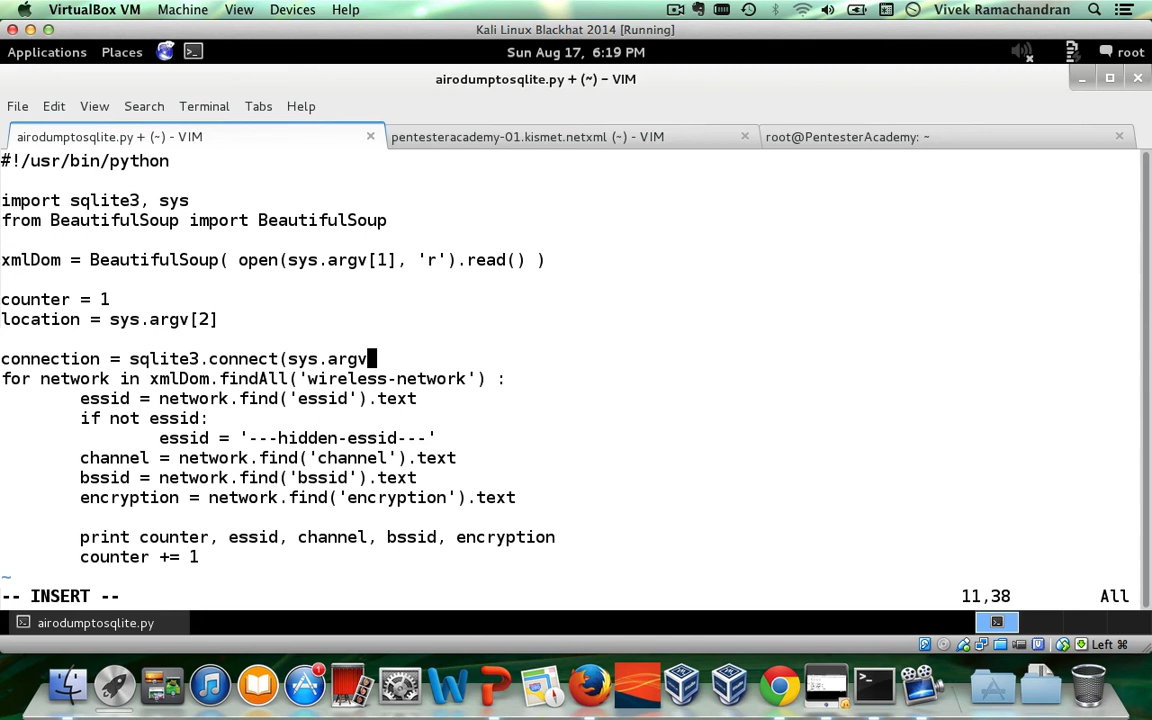 VirtualBox VM Machine View Devices Help Vivek Ramachandran
Kali Linux Blackhat 2014 [Running]
Applications Places Sun Aug 17, 6:19 PM root
airodumptosqlite.py + (~) - VIM
File Edit View Search Terminal Tabs Help
airodumptosqlite.py + (~) - VIM pentesteracademy-01.kismet.netxml (~) - VIM root@PentesterAcademy: ~
#!/usr/bin/python
import sqlite3, sys
from BeautifulSoup import BeautifulSoup
xmlDom = BeautifulSoup( open(sys.argv[1], 'r').read() )
counter = 1
location = sys.argv[2]
connection = sqlite3.connect(sys.argv
for network in xmlDom.findAll('wireless-network') :
essid = network.find('essid').text
if not essid:
essid = '---hidden-essid---'
channel = network.find('channel').text
bssid = network.find('bssid').text
encryption = network.find('encryption').text
print counter, essid, channel, bssid, encryption
counter += 1
~
-- INSERT -- 11,38 All
airodumptosqlite.py
Left ⌘